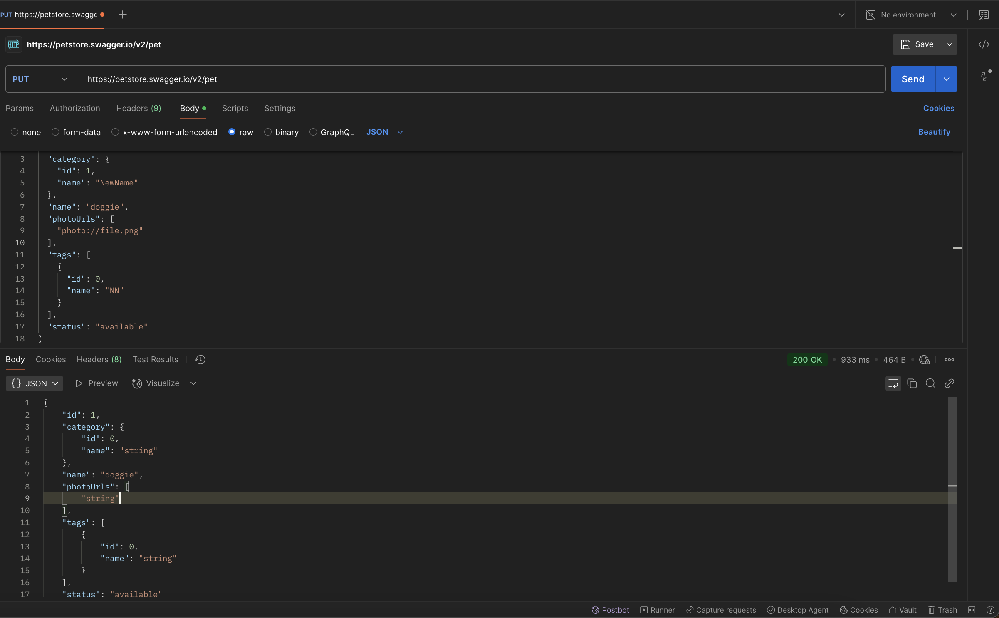 PUT https://petstore.swagge
No environment
HTTP https://petstore.swagger.io/v2/pet
Save
PUT https://petstore.swagger.io/v2/pet
Send
Params Authorization Headers (9) Body Scripts Settings Cookies
none form-data x-www-form-urlencoded raw binary GraphQL JSON Beautify
3 "category": {
4 "id": 1,
5 "name": "NewName"
6 },
7 "name": "doggie",
8 "photoUrls": [
9 "photo://file.png"
10 ],
11 "tags": [
12 {
13 "id": 0,
14 "name": "NN"
15 }
16 ],
17 "status": "available"
18 }
Body Cookies Headers (8) Test Results 200 OK • 933 ms • 464 B •
{} JSON Preview Visualize
1 {
2 "id": 1,
3 "category": {
4 "id": 0,
5 "name": "string"
6 },
7 "name": "doggie",
8 "photoUrls": [
9 "string"
10 ],
11 "tags": [
12 {
13 "id": 0,
14 "name": "string"
15 }
16 ],
17 "status": "available"
Postbot Runner Capture requests Desktop Agent Cookies Vault Trash